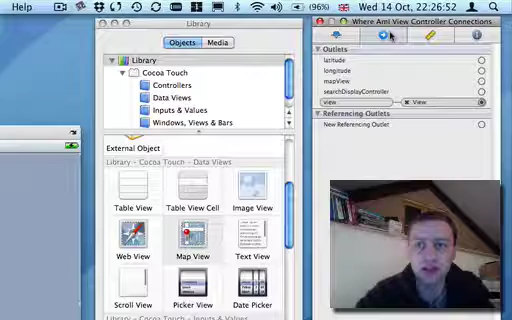 Help (96%) Wed 14 Oct, 22:26:52
Library
Objects Media
Library
Cocoa Touch
Controllers
Data Views
Inputs & Values
Windows, Views & Bars
External Object
Library – Cocoa Touch – Data Views
Table View Table View Cell Image View
Web View Map View Text View
Scroll View Picker View Date Picker
Library – Cocoa Touch – Inputs & Values
Where AmI View Controller Connections
Outlets
latitude
longitude
mapView
searchDisplayController
view View
Referencing Outlets
New Referencing Outlet